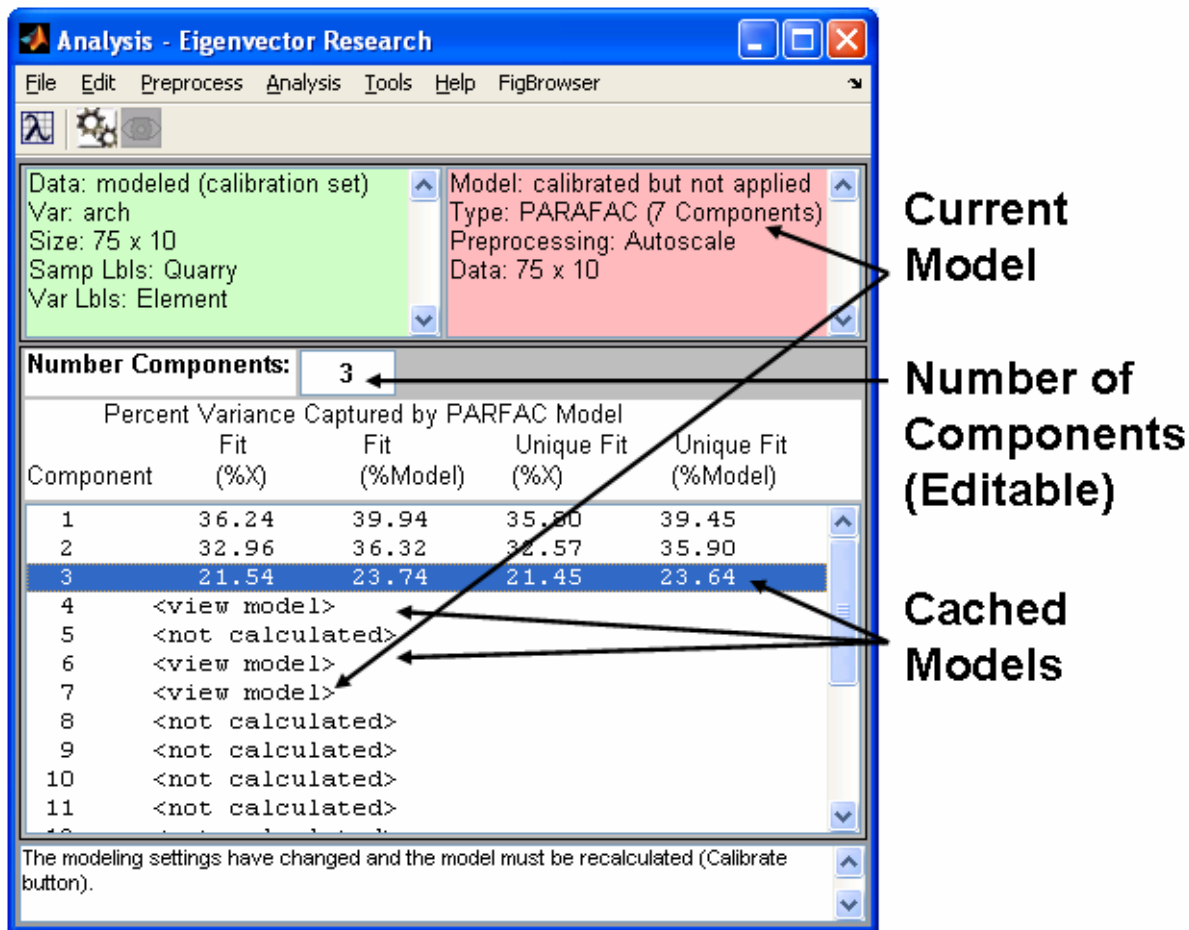 Analysis - Eigenvector Research
File Edit Preprocess Analysis Tools Help FigBrowser
Data: modeled (calibration set)
Var: arch
Size: 75 x 10
Samp Lbls: Quarry
Var Lbls: Element
Model: calibrated but not applied
Type: PARAFAC (7 Components)
Preprocessing: Autoscale
Data: 75 x 10
Current
Model
Number Components: 3
Number of
Components
(Editable)
Percent Variance Captured by PARFAC Model
Fit Fit Unique Fit Unique Fit
Component (%X) (%Model) (%X) (%Model)
1 36.24 39.94 35.80 39.45
2 32.96 36.32 32.57 35.90
3 21.54 23.74 21.45 23.64
4 <view model>
5 <not calculated>
6 <view model>
7 <view model>
8 <not calculated>
9 <not calculated>
10 <not calculated>
11 <not calculated>
Cached
Models
The modeling settings have changed and the model must be recalculated (Calibrate
button).